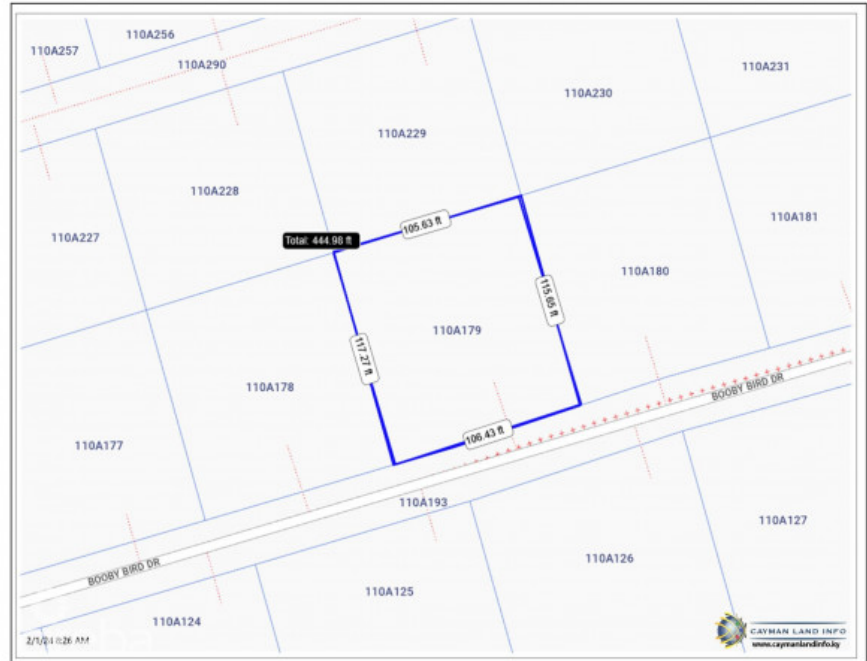 110A257
110A256
110A290
110A231
110A230
110A229
110A228
110A227
110A181
Total: 444.98 ft
105.63 ft
110A180
115.65 ft
110A179
117.27 ft
110A178
106.43 ft
110A177
BOOBY BIRD DR
110A193
110A127
110A126
BOOBY BIRD DR
110A125
110A124
CAYMAN LAND INFO
www.caymanlandinfo.ky